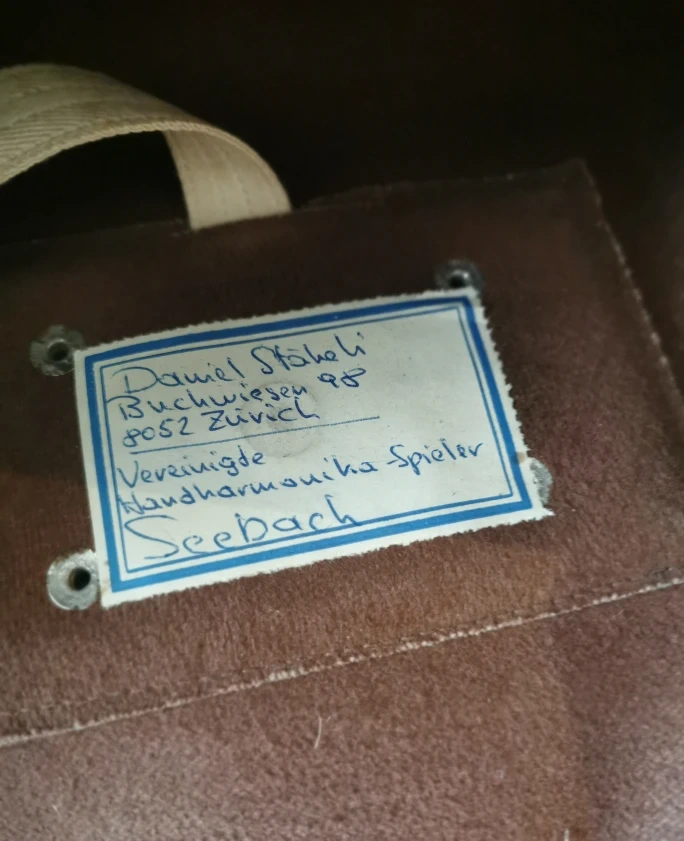 Daniel Stäheli
Buchwiesen 98
8052 Zürich
Vereinigde
Handharmonika-Spieler
Seebach